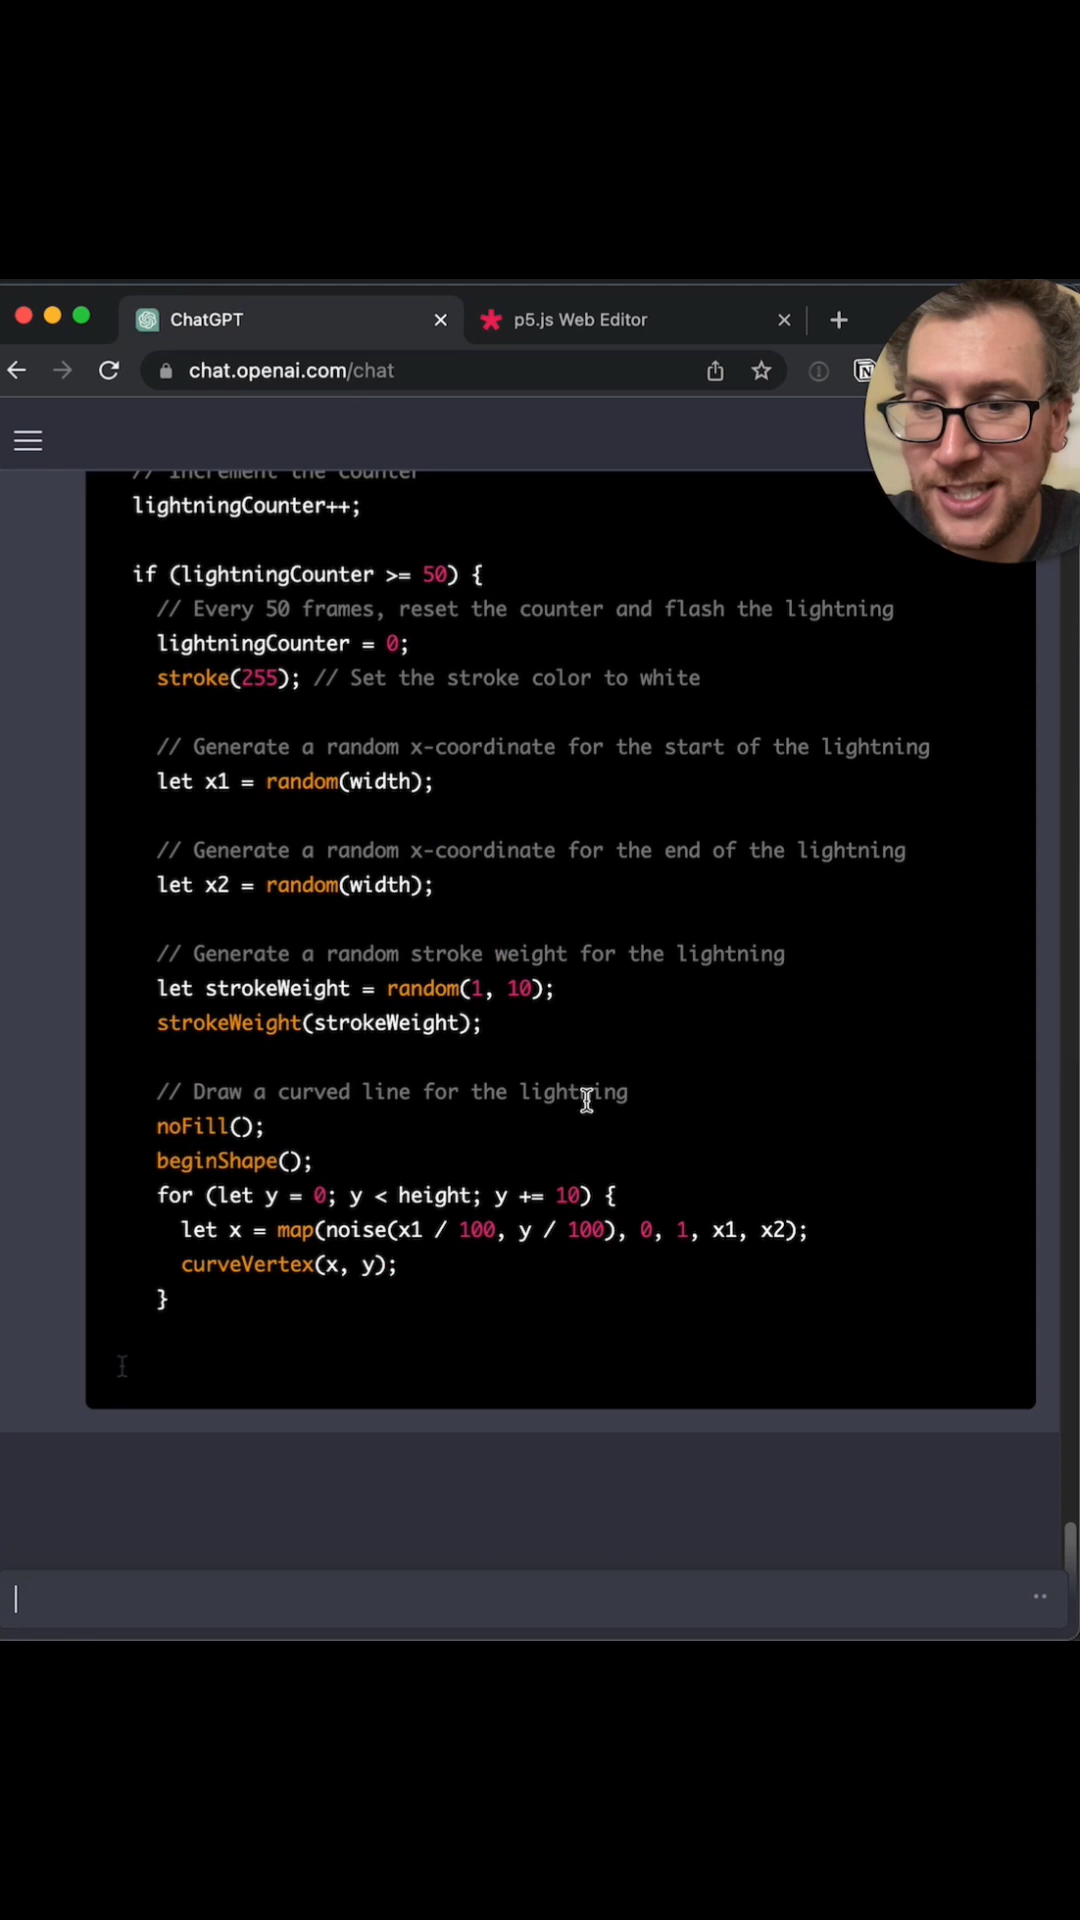 ChatGPT
p5.js Web Editor
chat.openai.com/chat
// Increment the counter
lightningCounter++;
if (lightningCounter >= 50) {
// Every 50 frames, reset the counter and flash the lightning
lightningCounter = 0;
stroke(255); // Set the stroke color to white
// Generate a random x-coordinate for the start of the lightning
let x1 = random(width);
// Generate a random x-coordinate for the end of the lightning
let x2 = random(width);
// Generate a random stroke weight for the lightning
let strokeWeight = random(1, 10);
strokeWeight(strokeWeight);
// Draw a curved line for the lightning
noFill();
beginShape();
for (let y = 0; y < height; y += 10) {
let x = map(noise(x1 / 100, y / 100), 0, 1, x1, x2);
curveVertex(x, y);
}